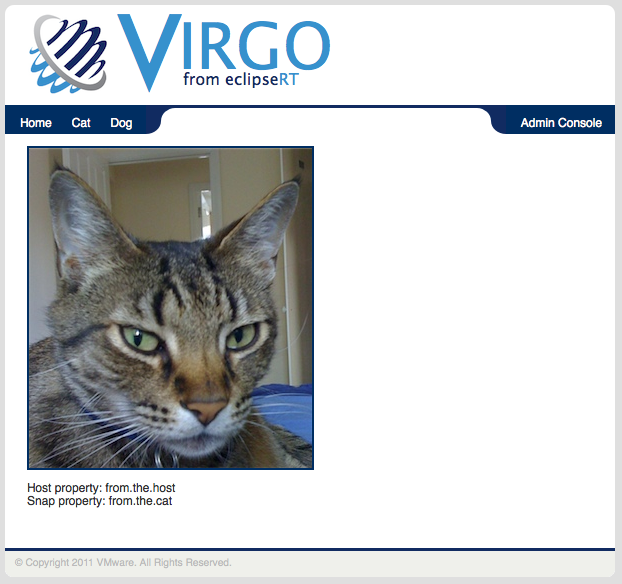 VIRGO
from eclipseRT
Home Cat Dog Admin Console
Host property: from.the.host
Snap property: from.the.cat
© Copyright 2011 VMware. All Rights Reserved.